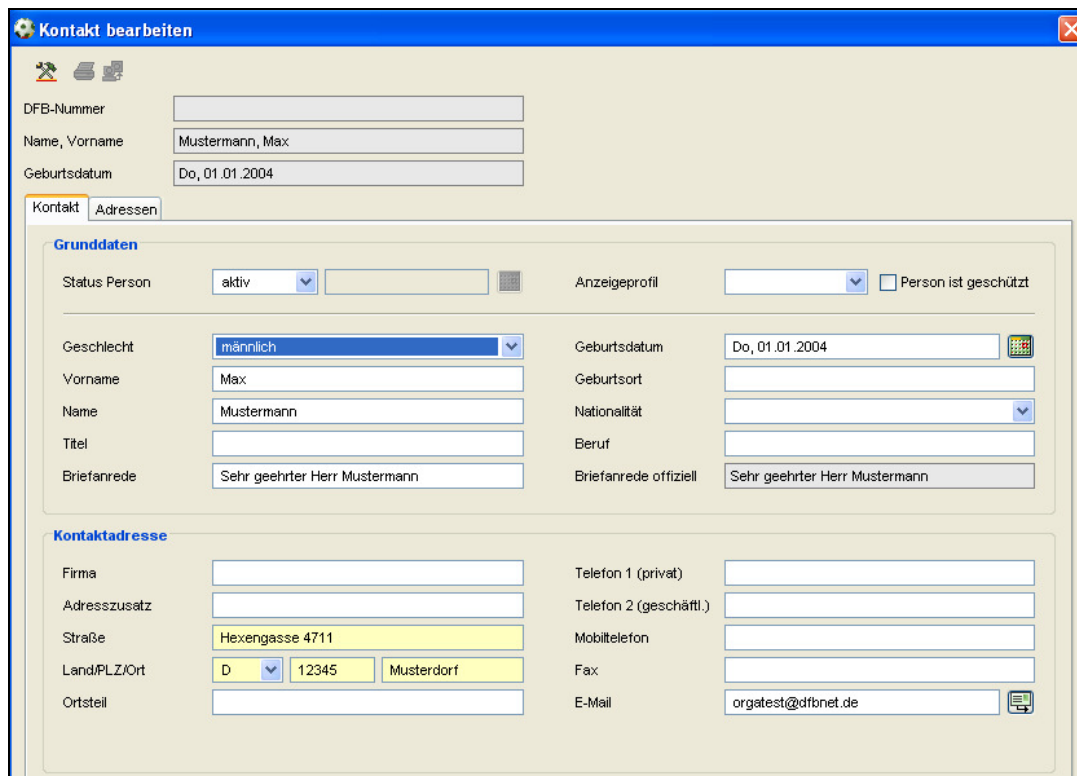 Kontakt bearbeiten
DFB-Nummer
Name, Vorname Mustermann, Max
Geburtsdatum Do, 01.01.2004
Kontakt Adressen
Grunddaten
Status Person aktiv Anzeigeprofil Person ist geschützt
Geschlecht männlich Geburtsdatum Do, 01.01.2004
Vorname Max Geburtsort
Name Mustermann Nationalität
Titel Beruf
Briefanrede Sehr geehrter Herr Mustermann Briefanrede offiziell Sehr geehrter Herr Mustermann
Kontaktadresse
Firma Telefon 1 (privat)
Adresszusatz Telefon 2 (geschäftl.)
Straße Hexengasse 4711 Mobiltelefon
Land/PLZ/Ort D 12345 Musterdorf Fax
Ortsteil E-Mail orgatest@dfbnet.de